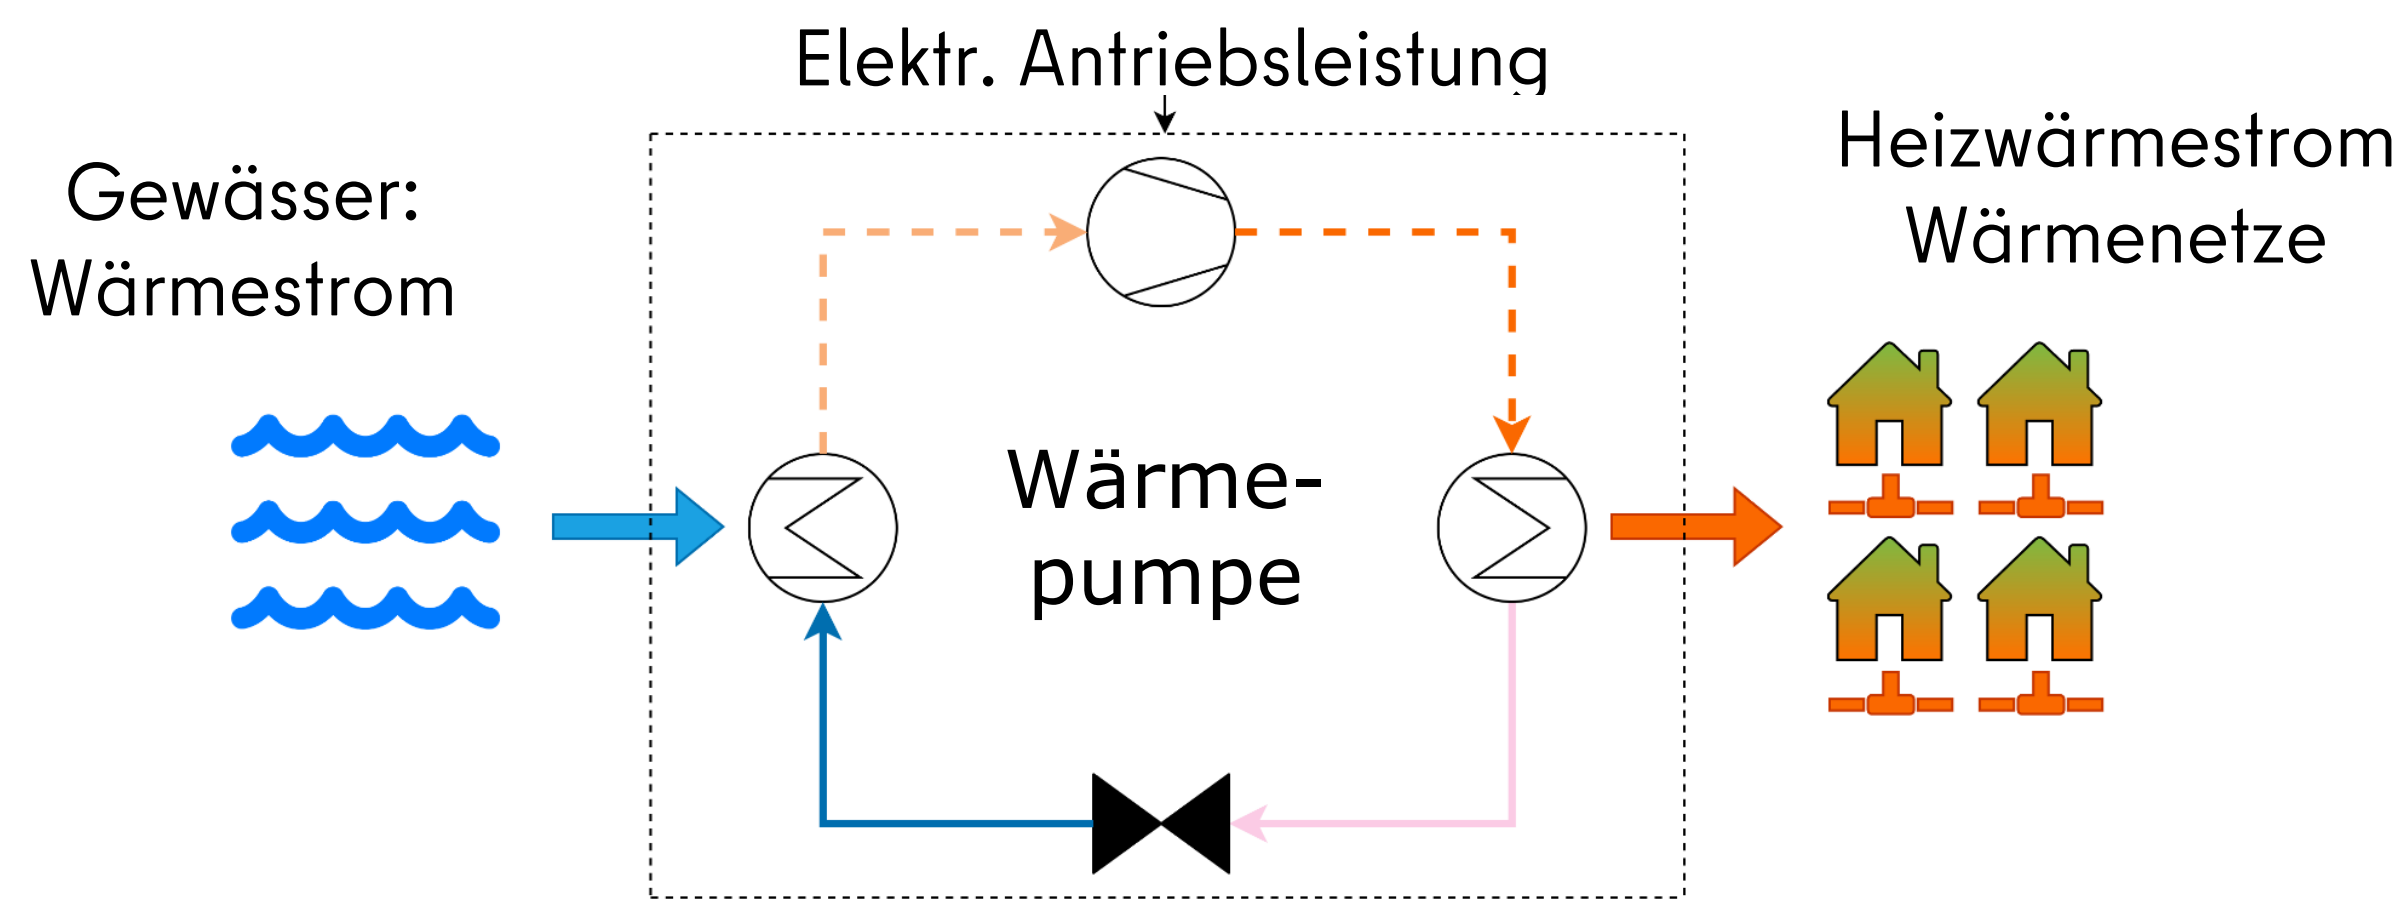 Elektr. Antriebsleistung
Gewässer:
Wärmestrom
Heizwärmestrom
Wärmenetze
Wärme-
pumpe